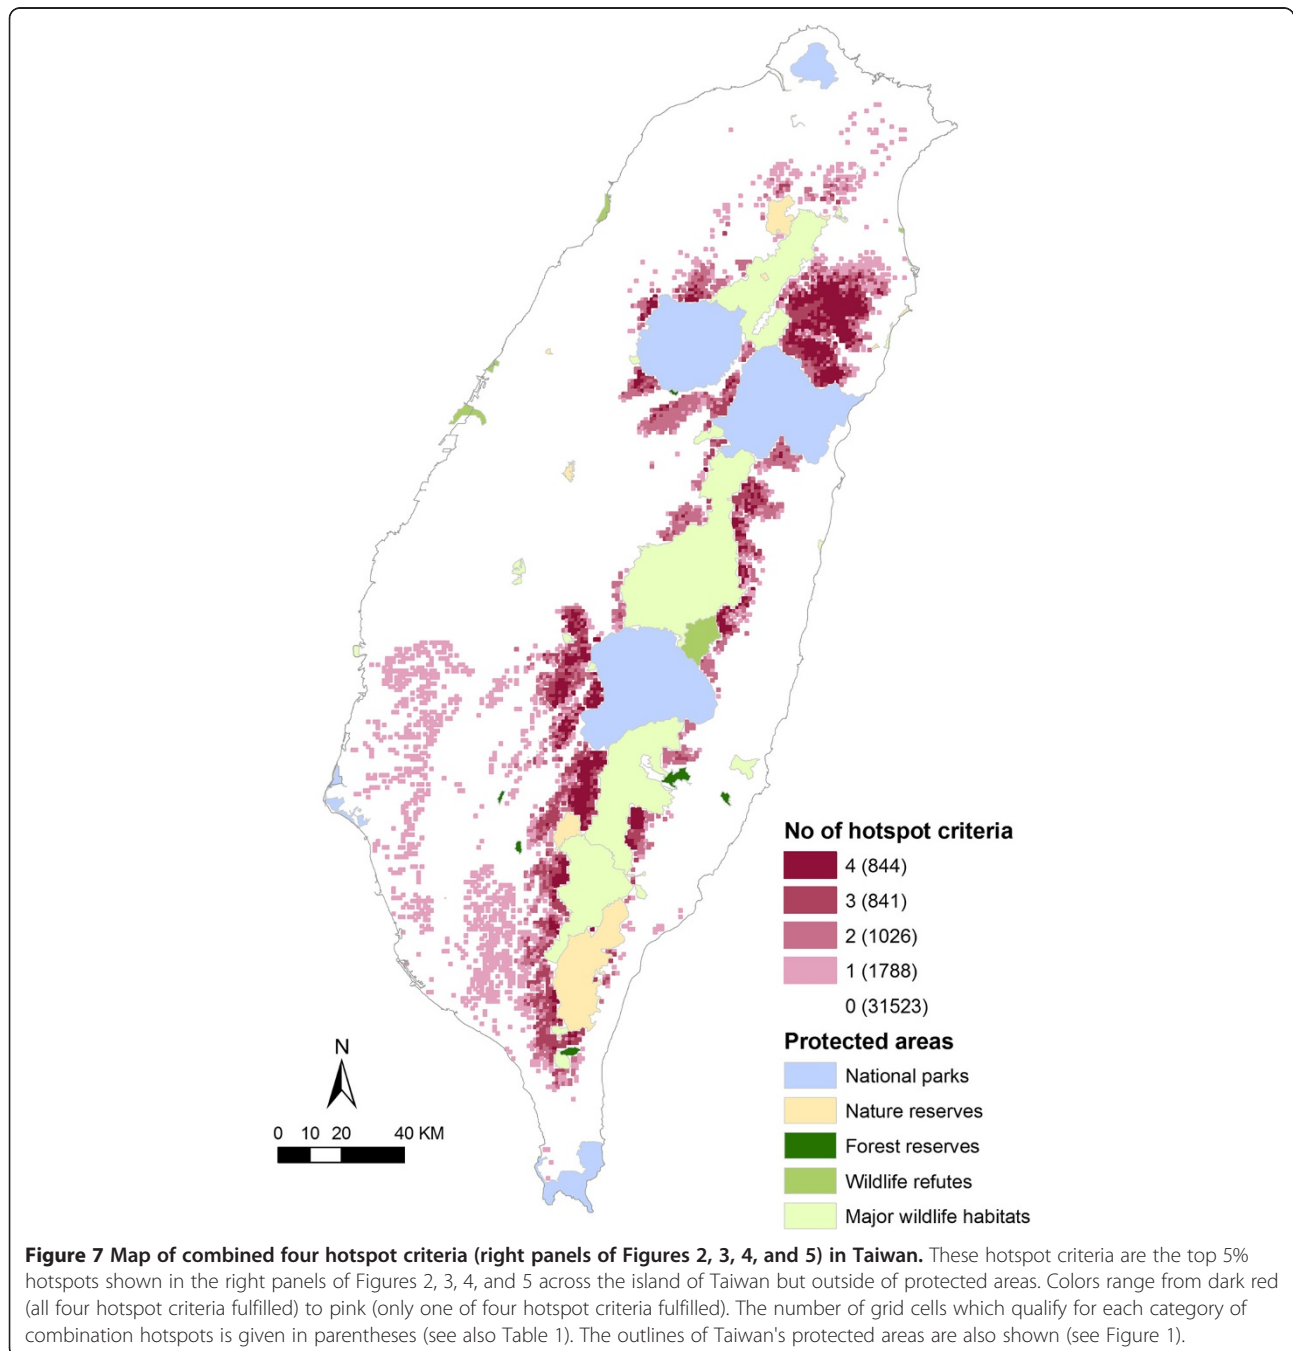 No of hotspot criteria
4 (844)
3 (841)
2 (1026)
1 (1788)
0 (31523)
Protected areas
National parks
Nature reserves
Forest reserves
Wildlife refutes
Major wildlife habitats
N
0 10 20 40 KM
Figure 7 Map of combined four hotspot criteria (right panels of Figures 2, 3, 4, and 5) in Taiwan. These hotspot criteria are the top 5%
hotspots shown in the right panels of Figures 2, 3, 4, and 5 across the island of Taiwan but outside of protected areas. Colors range from dark red
(all four hotspot criteria fulfilled) to pink (only one of four hotspot criteria fulfilled). The number of grid cells which qualify for each category of
combination hotspots is given in parentheses (see also Table 1). The outlines of Taiwan's protected areas are also shown (see Figure 1).